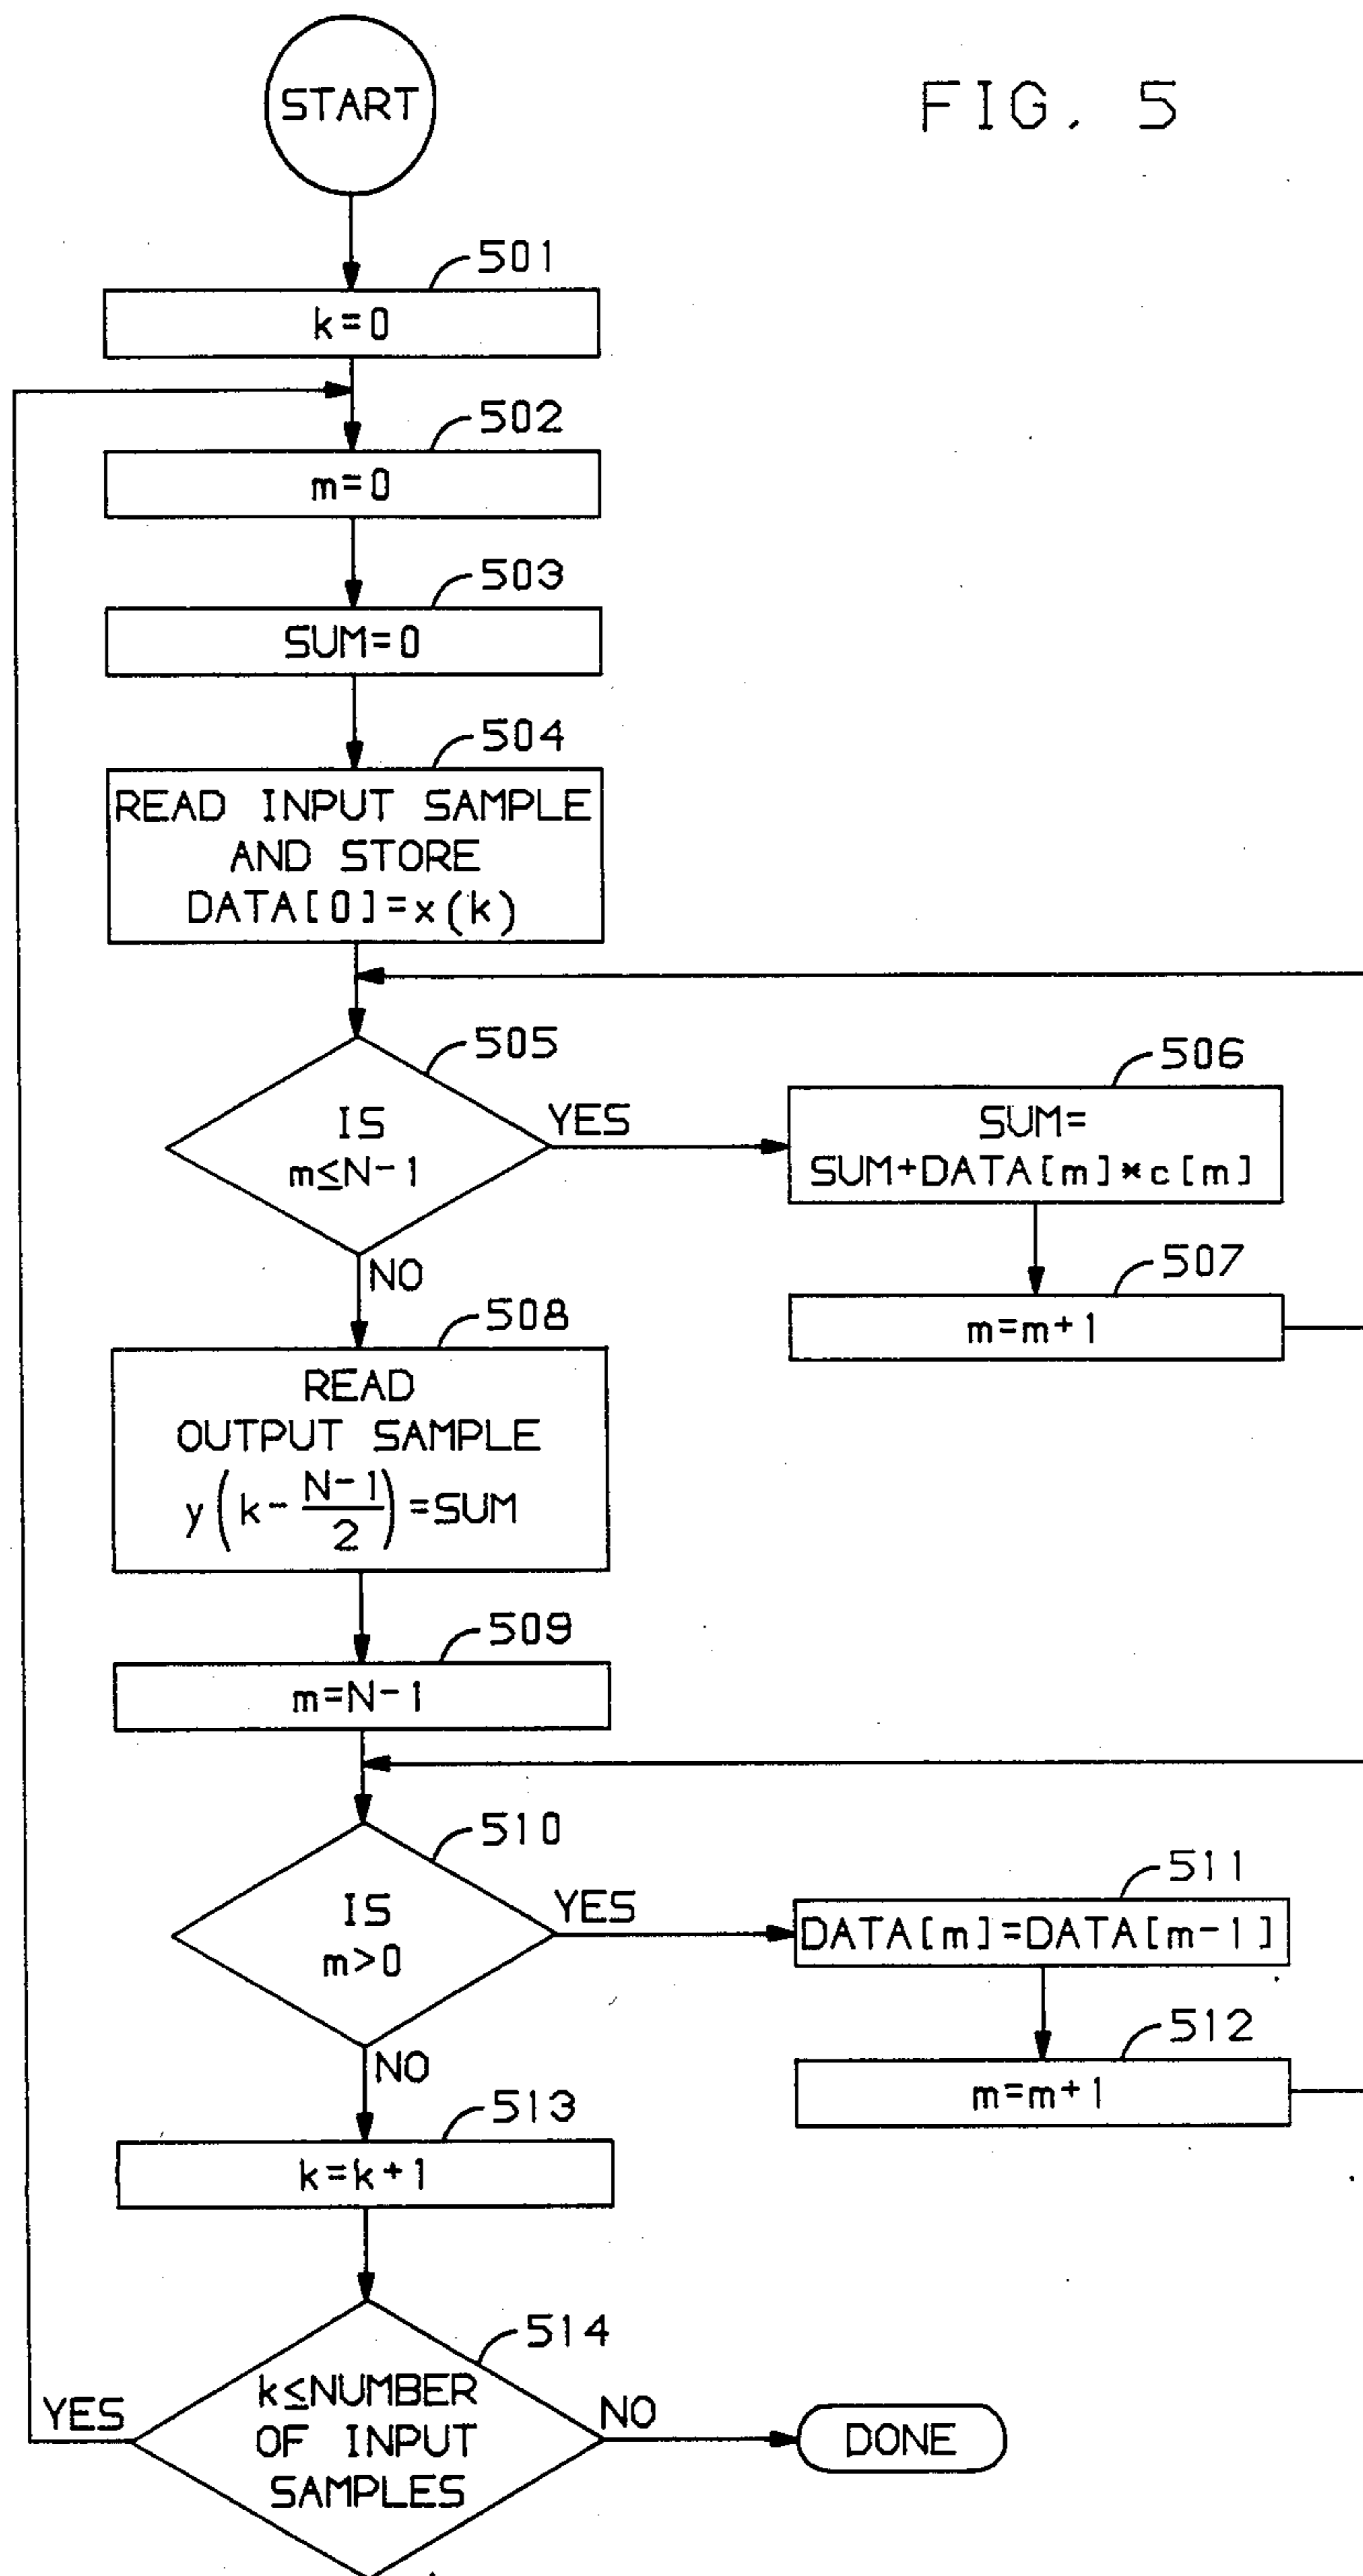 START
FIG. 5
501
k=0
502
m=0
503
SUM=0
504
READ INPUT SAMPLE
AND STORE
DATA[0]=x(k)
505
IS
m≤N-1
YES
506
SUM=
SUM+DATA[m]*c[m]
507
m=m+1
NO
508
READ
OUTPUT SAMPLE
y(k-(N-1)/2)=SUM
509
m=N-1
510
IS
m>0
YES
511
DATA[m]=DATA[m-1]
512
m=m+1
NO
513
k=k+1
514
k≤NUMBER
OF INPUT
SAMPLES
YES
NO
DONE